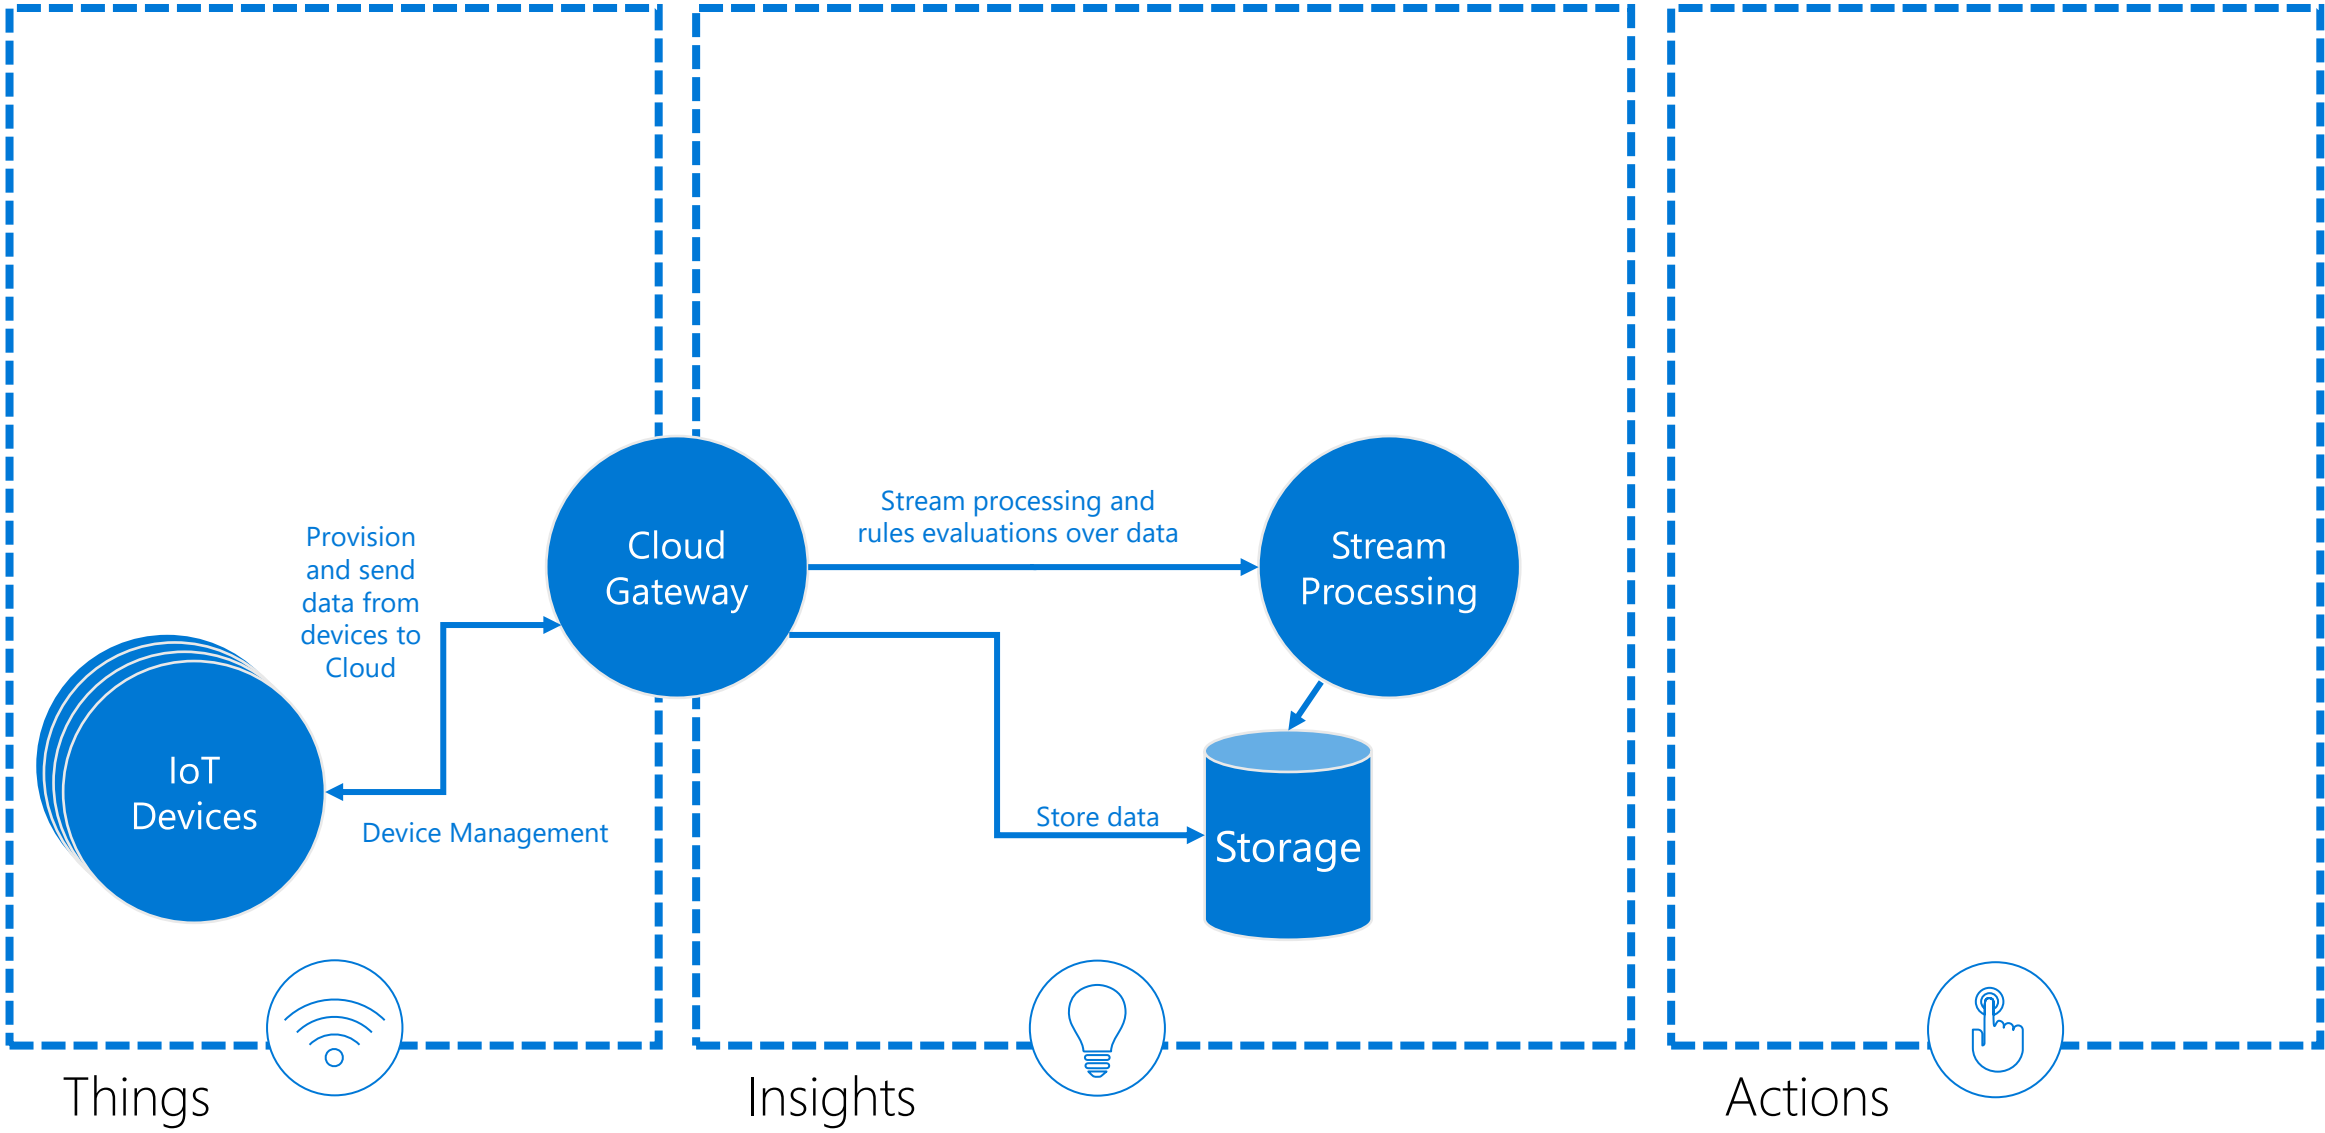 Stream processing and
rules evaluations over data
Provision
and send
data from
devices to
Cloud
Cloud
Gateway
Stream
Processing
IoT
Devices
Device Management
Store data
Storage
Things
Insights
Actions